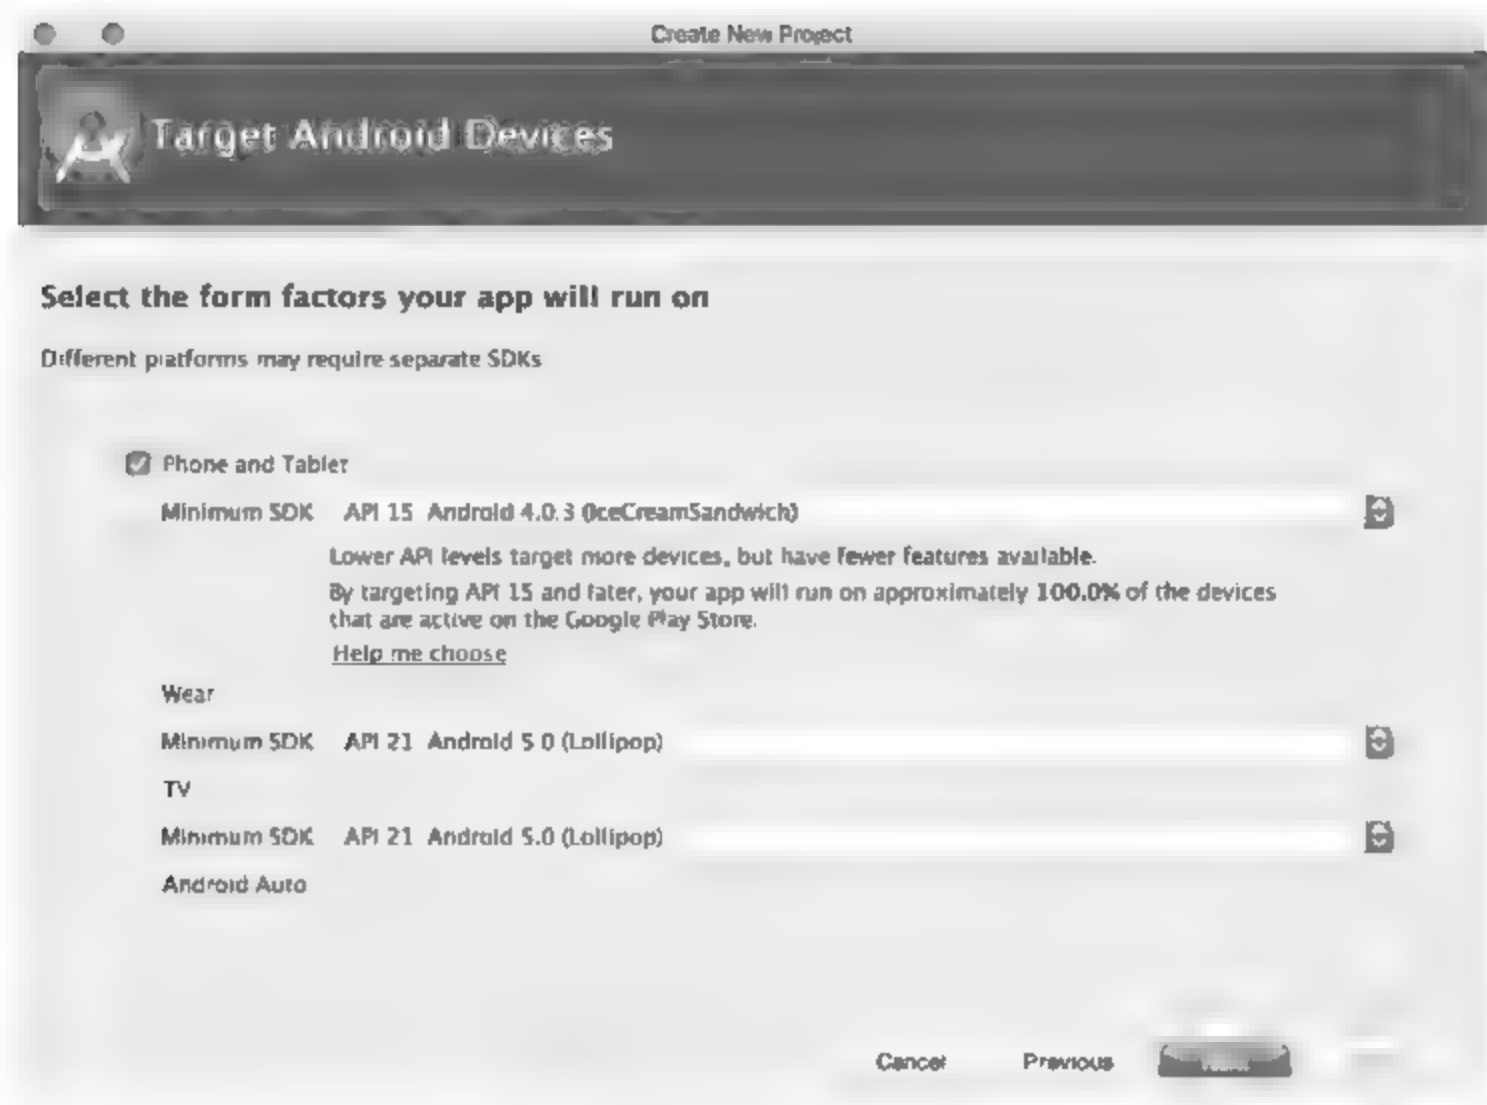 Create New Project
Target Android Devices
Select the form factors your app will run on
Different platforms may require separate SDKs
Phone and Tablet
Minimum SDK API 15 Android 4.0.3 (IceCreamSandwich)
Lower API levels target more devices, but have fewer features available.
By targeting API 15 and later, your app will run on approximately 100.0% of the devices
that are active on the Google Play Store.
Help me choose
Wear
Minimum SDK API 21 Android 5.0 (Lollipop)
TV
Minimum SDK API 21 Android 5.0 (Lollipop)
Android Auto
Cancel Previous